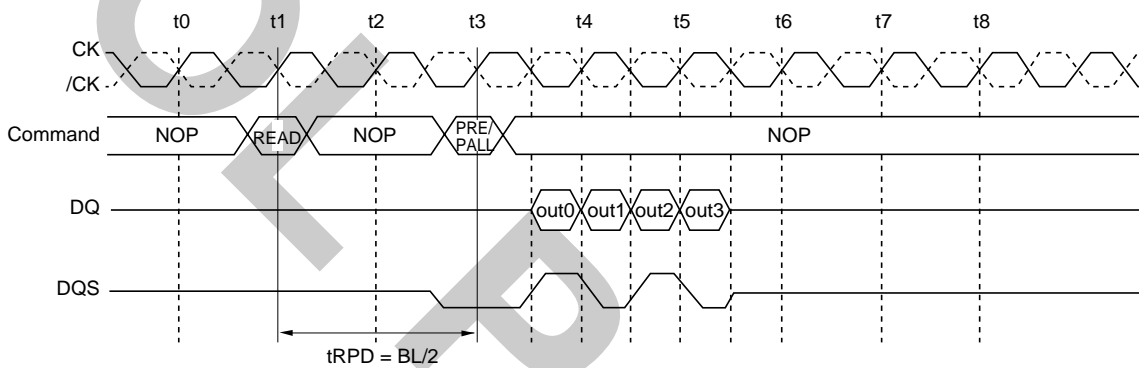 t0 t1 t2 t3 t4 t5 t6 t7 t8
CK
/CK
Command NOP READ NOP PRE/ PALL NOP
DQ out0 out1 out2 out3
DQS
tRPD = BL/2